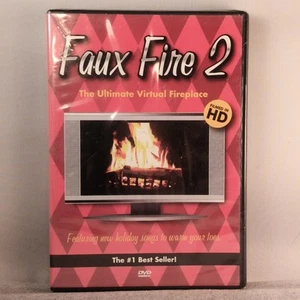 Faux Fire 2
The Ultimate Virtual Fireplace
FILMED IN
HD
Featuring new holiday songs to warm your toes
The #1 Best Seller!
DVD